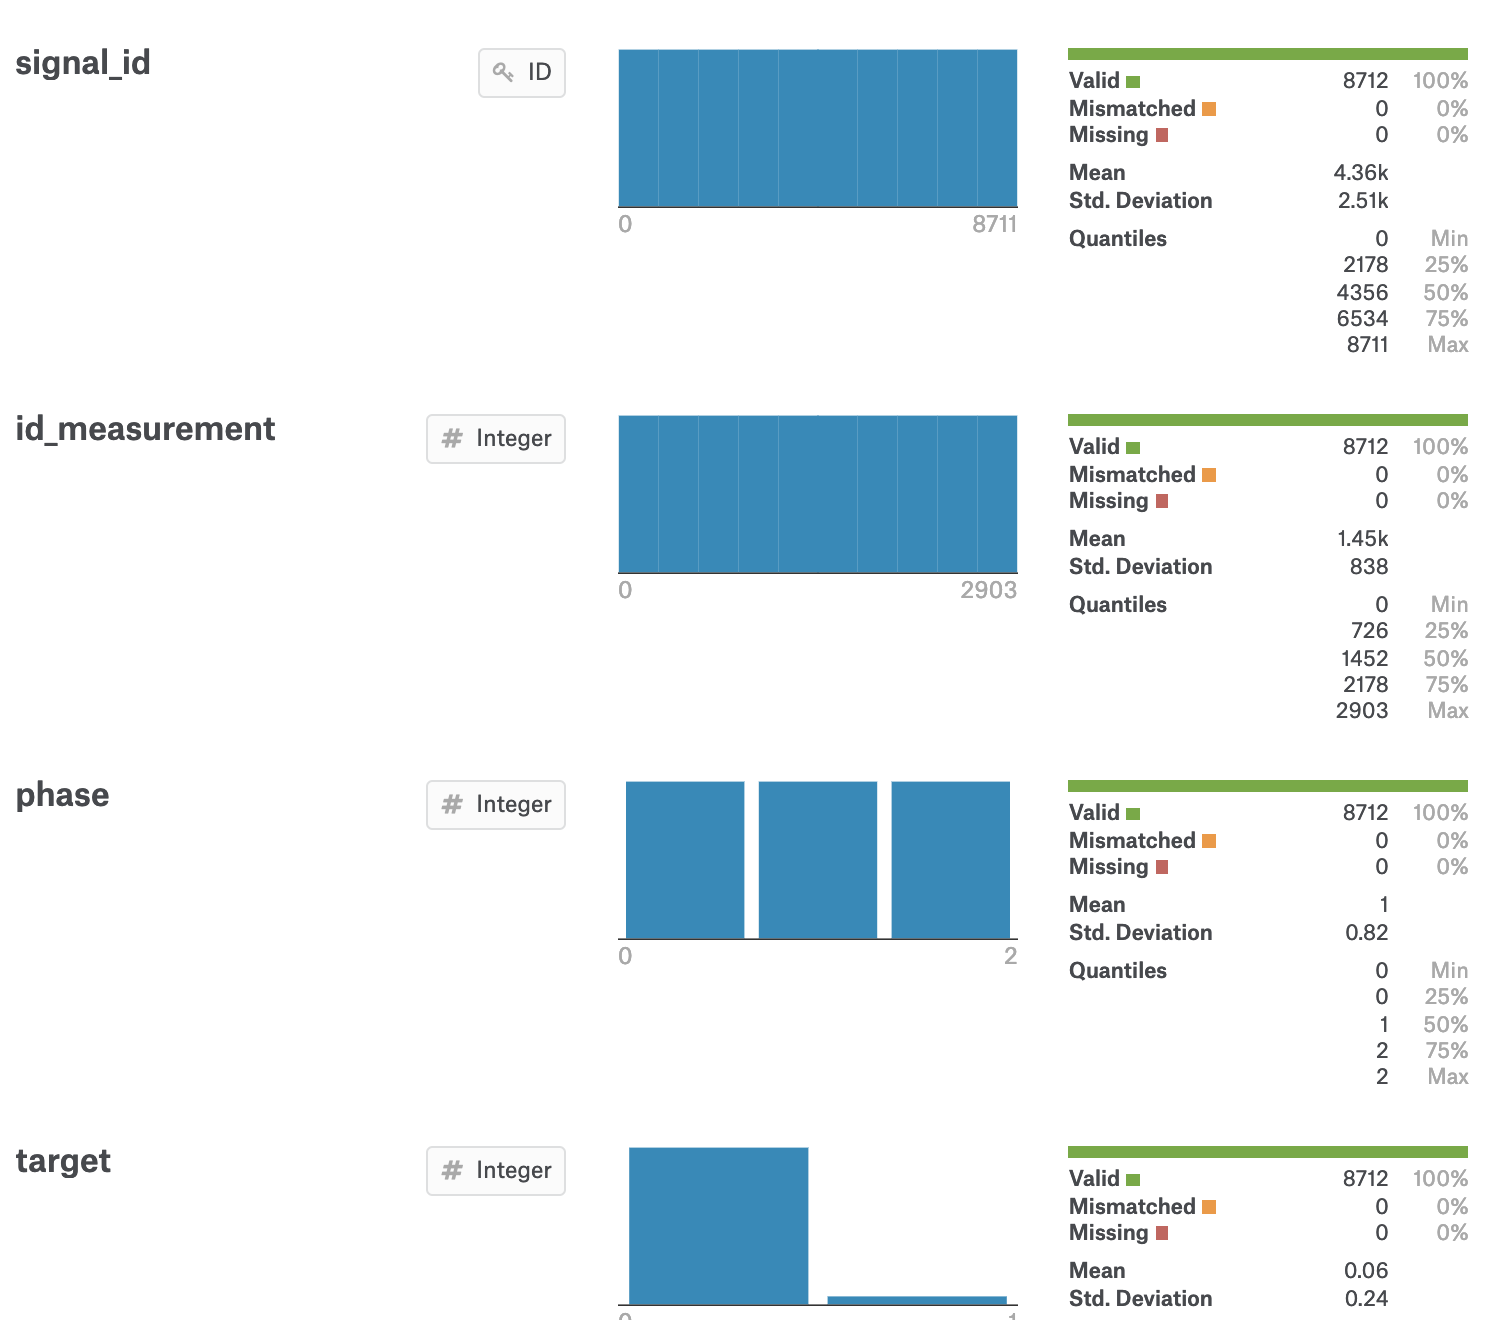 signal_id
ID
0 8711
Valid 8712 100%
Mismatched 0 0%
Missing 0 0%
Mean 4.36k
Std. Deviation 2.51k
Quantiles 0 Min
2178 25%
4356 50%
6534 75%
8711 Max
id_measurement
# Integer
0 2903
Valid 8712 100%
Mismatched 0 0%
Missing 0 0%
Mean 1.45k
Std. Deviation 838
Quantiles 0 Min
726 25%
1452 50%
2178 75%
2903 Max
phase
# Integer
0 2
Valid 8712 100%
Mismatched 0 0%
Missing 0 0%
Mean 1
Std. Deviation 0.82
Quantiles 0 Min
0 25%
1 50%
2 75%
2 Max
target
# Integer
0 1
Valid 8712 100%
Mismatched 0 0%
Missing 0 0%
Mean 0.06
Std. Deviation 0.24